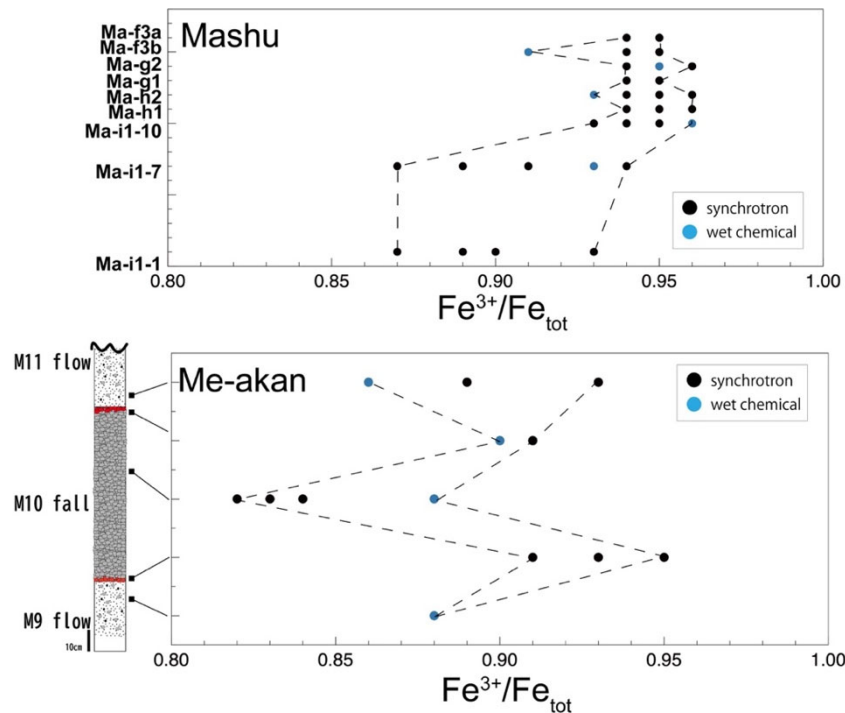 Mashu
Ma-f3a
Ma-f3b
Ma-g2
Ma-g1
Ma-h2
Ma-h1
Ma-i1-10
Ma-i1-7
Ma-i1-1
synchrotron
wet chemical
0.80 0.85 0.90 0.95 1.00
Fe³⁺/Fe_tot
Me-akan
M11 flow
M10 fall
M9 flow
10cm
synchrotron
wet chemical
0.80 0.85 0.90 0.95 1.00
Fe³⁺/Fe_tot